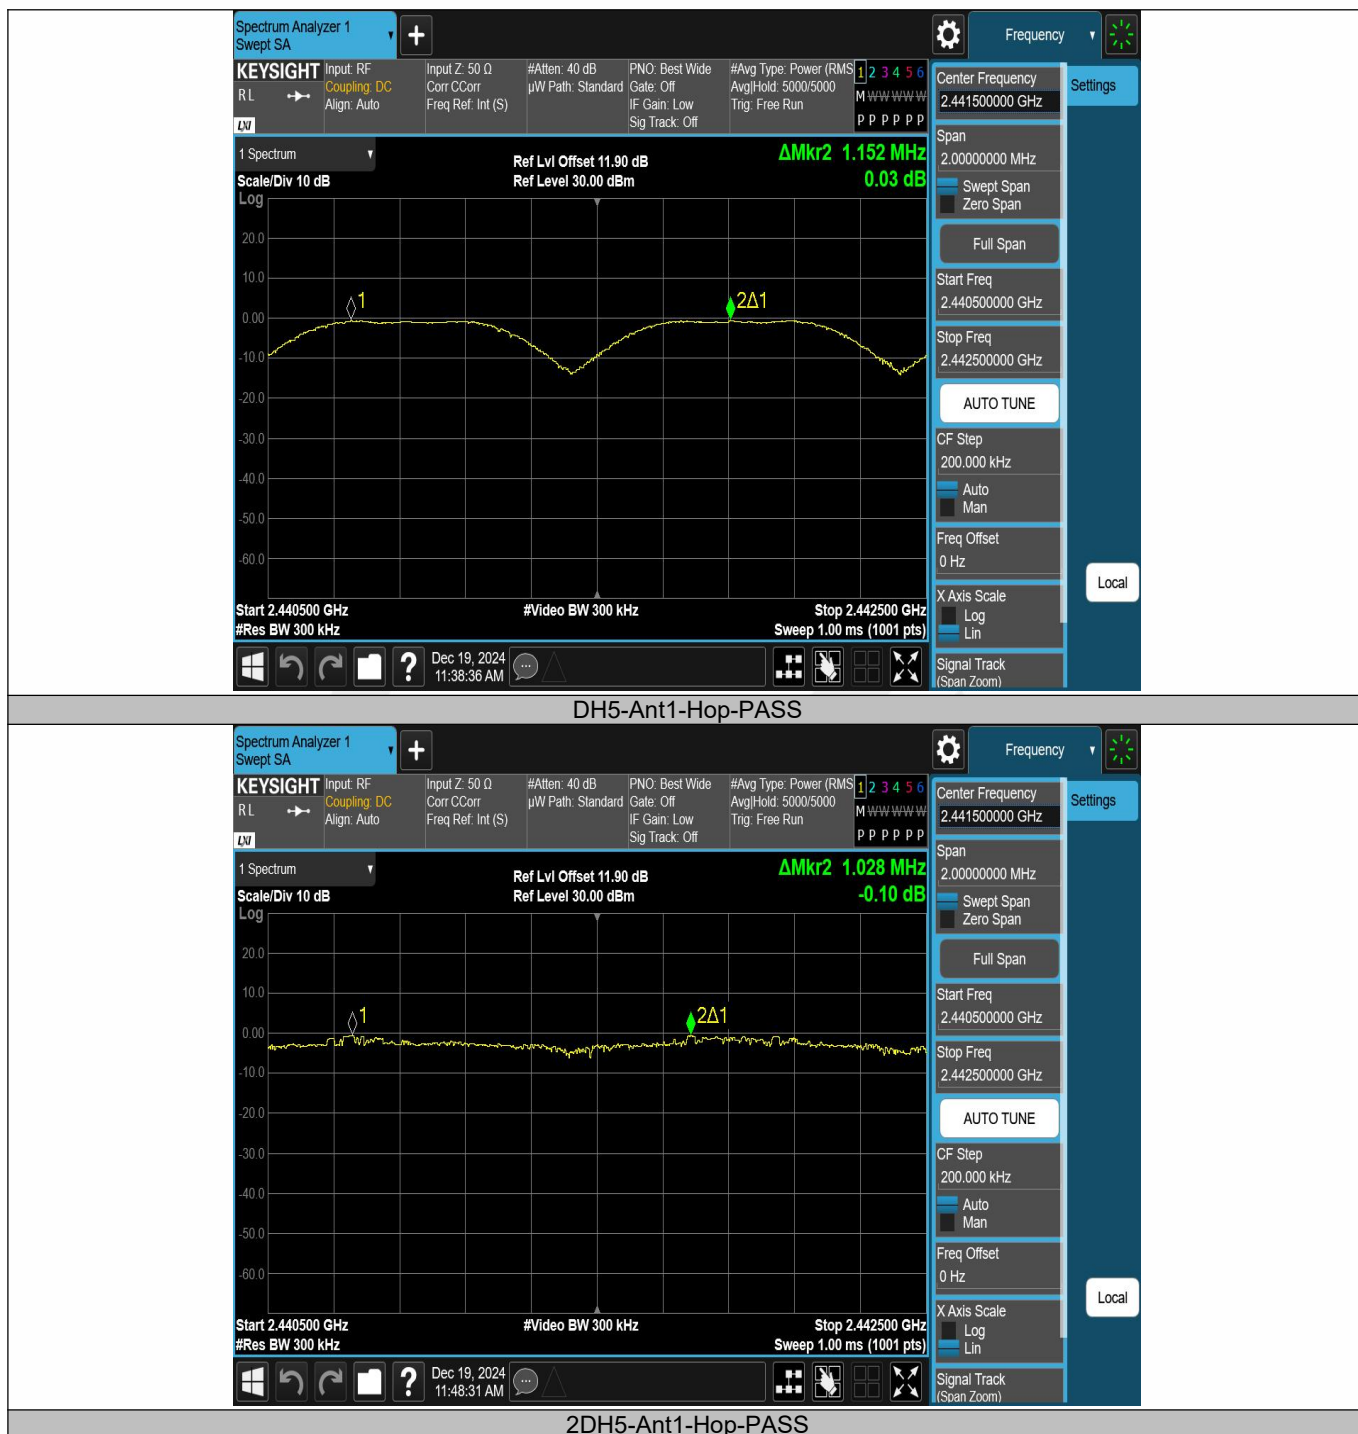 Spectrum Analyzer 1
Swept SA
Frequency
KEYSIGHT
RL
LXI
Input: RF
Coupling: DC
Align: Auto
Input Z: 50 Ω
Corr CCorr
Freq Ref: Int (S)
#Atten: 40 dB
µW Path: Standard
PNO: Best Wide
Gate: Off
IF Gain: Low
Sig Track: Off
#Avg Type: Power (RMS
Avg|Hold: 5000/5000
Trig: Free Run
1 2 3 4 5 6
M W W W W W
P P P P P P
1 Spectrum
Scale/Div 10 dB
Log
Ref Lvl Offset 11.90 dB
Ref Level 30.00 dBm
ΔMkr2 1.152 MHz
0.03 dB
20.0
10.0
0.00
-10.0
-20.0
-30.0
-40.0
-50.0
-60.0
1
2Δ1
Start 2.440500 GHz
#Res BW 300 kHz
#Video BW 300 kHz
Stop 2.442500 GHz
Sweep 1.00 ms (1001 pts)
Dec 19, 2024
11:38:36 AM
Center Frequency
2.441500000 GHz
Settings
Span
2.00000000 MHz
Swept Span
Zero Span
Full Span
Start Freq
2.440500000 GHz
Stop Freq
2.442500000 GHz
AUTO TUNE
CF Step
200.000 kHz
Auto
Man
Freq Offset
0 Hz
X Axis Scale
Log
Lin
Local
Signal Track
(Span Zoom)
DH5-Ant1-Hop-PASS
Spectrum Analyzer 1
Swept SA
Frequency
KEYSIGHT
RL
LXI
Input: RF
Coupling: DC
Align: Auto
Input Z: 50 Ω
Corr CCorr
Freq Ref: Int (S)
#Atten: 40 dB
µW Path: Standard
PNO: Best Wide
Gate: Off
IF Gain: Low
Sig Track: Off
#Avg Type: Power (RMS
Avg|Hold: 5000/5000
Trig: Free Run
1 2 3 4 5 6
M W W W W W
P P P P P P
1 Spectrum
Scale/Div 10 dB
Log
Ref Lvl Offset 11.90 dB
Ref Level 30.00 dBm
ΔMkr2 1.028 MHz
-0.10 dB
20.0
10.0
0.00
-10.0
-20.0
-30.0
-40.0
-50.0
-60.0
1
2Δ1
Start 2.440500 GHz
#Res BW 300 kHz
#Video BW 300 kHz
Stop 2.442500 GHz
Sweep 1.00 ms (1001 pts)
Dec 19, 2024
11:48:31 AM
Center Frequency
2.441500000 GHz
Settings
Span
2.00000000 MHz
Swept Span
Zero Span
Full Span
Start Freq
2.440500000 GHz
Stop Freq
2.442500000 GHz
AUTO TUNE
CF Step
200.000 kHz
Auto
Man
Freq Offset
0 Hz
X Axis Scale
Log
Lin
Local
Signal Track
(Span Zoom)
2DH5-Ant1-Hop-PASS